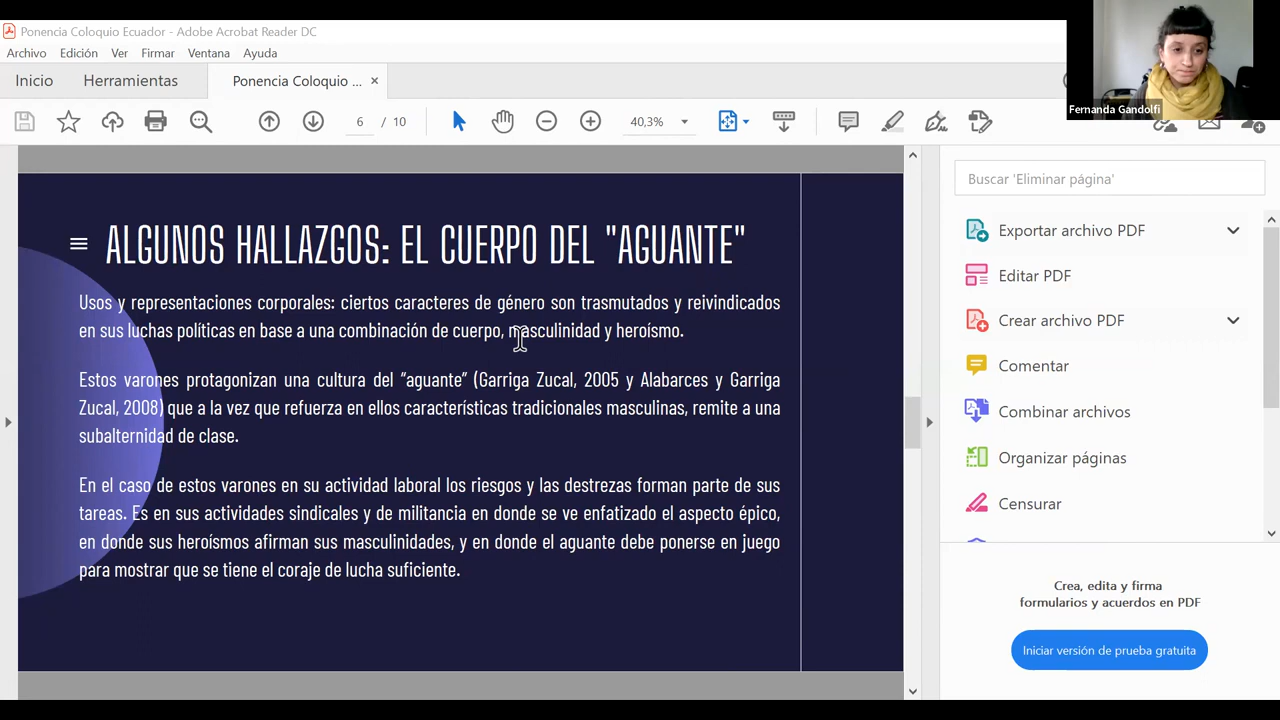 Ponencia Coloquio Ecuador - Adobe Acrobat Reader DC
Archivo Edición Ver Firmar Ventana Ayuda
Inicio Herramientas Ponencia Coloquio ... ×
6 / 10 40,3%
Fernanda Gandolfi
ALGUNOS HALLAZGOS: EL CUERPO DEL "AGUANTE"
Usos y representaciones corporales: ciertos caracteres de género son trasmutados y reivindicados
en sus luchas políticas en base a una combinación de cuerpo, masculinidad y heroísmo.
Estos varones protagonizan una cultura del “aguante” (Garriga Zucal, 2005 y Alabarces y Garriga
Zucal, 2008) que a la vez que refuerza en ellos características tradicionales masculinas, remite a una
subalternidad de clase.
En el caso de estos varones en su actividad laboral los riesgos y las destrezas forman parte de sus
tareas. Es en sus actividades sindicales y de militancia en donde se ve enfatizado el aspecto épico,
en donde sus heroísmos afirman sus masculinidades, y en donde el aguante debe ponerse en juego
para mostrar que se tiene el coraje de lucha suficiente.
Buscar 'Eliminar página'
Exportar archivo PDF
Editar PDF
Crear archivo PDF
Comentar
Combinar archivos
Organizar páginas
Censurar
Crea, edita y firma
formularios y acuerdos en PDF
Iniciar versión de prueba gratuita